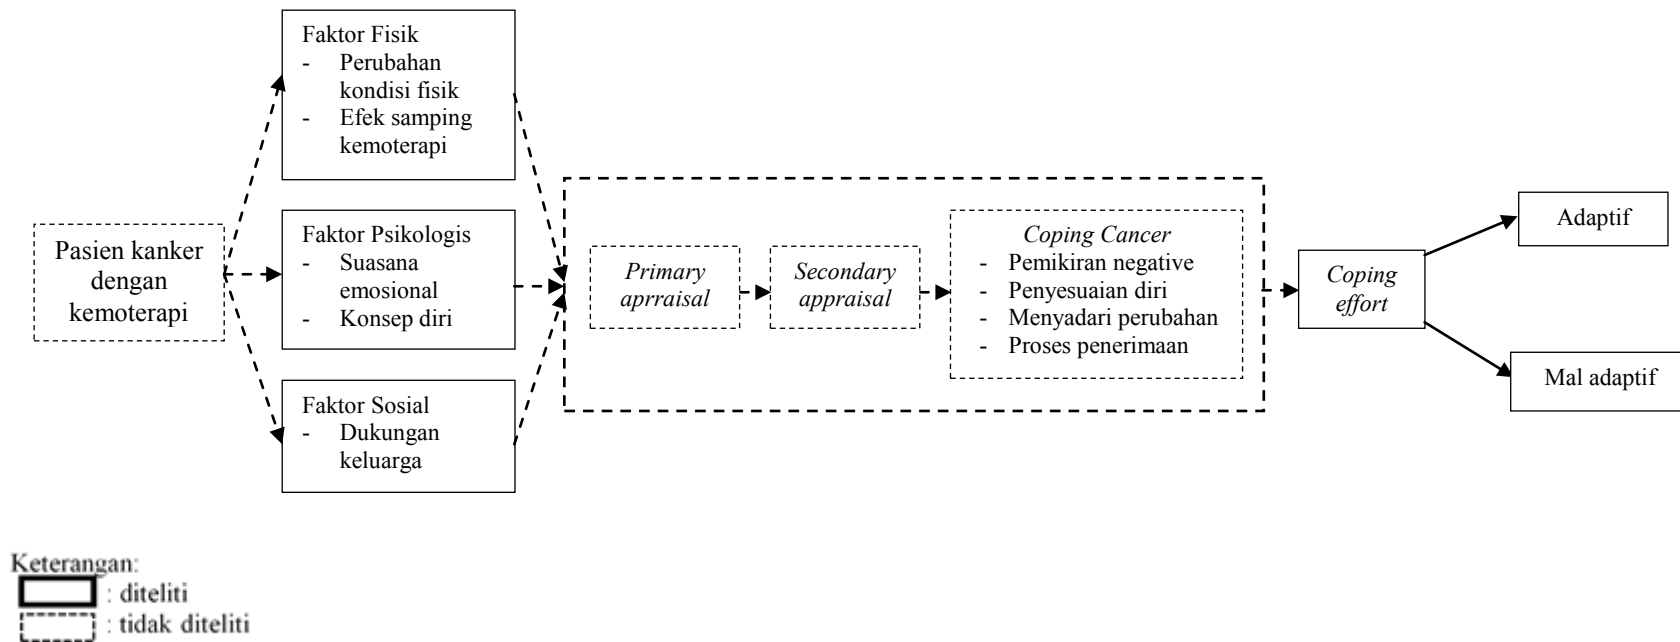 Faktor Fisik
- Perubahan
kondisi fisik
- Efek samping
kemoterapi
Pasien kanker
dengan
kemoterapi
Faktor Psikologis
- Suasana
emosional
- Konsep diri
Faktor Sosial
- Dukungan
keluarga
Primary
aprraisal
Secondary
appraisal
Coping Cancer
- Pemikiran negative
- Penyesuaian diri
- Menyadari perubahan
- Proses penerimaan
Coping
effort
Adaptif
Mal adaptif
Keterangan:
: diteliti
: tidak diteliti